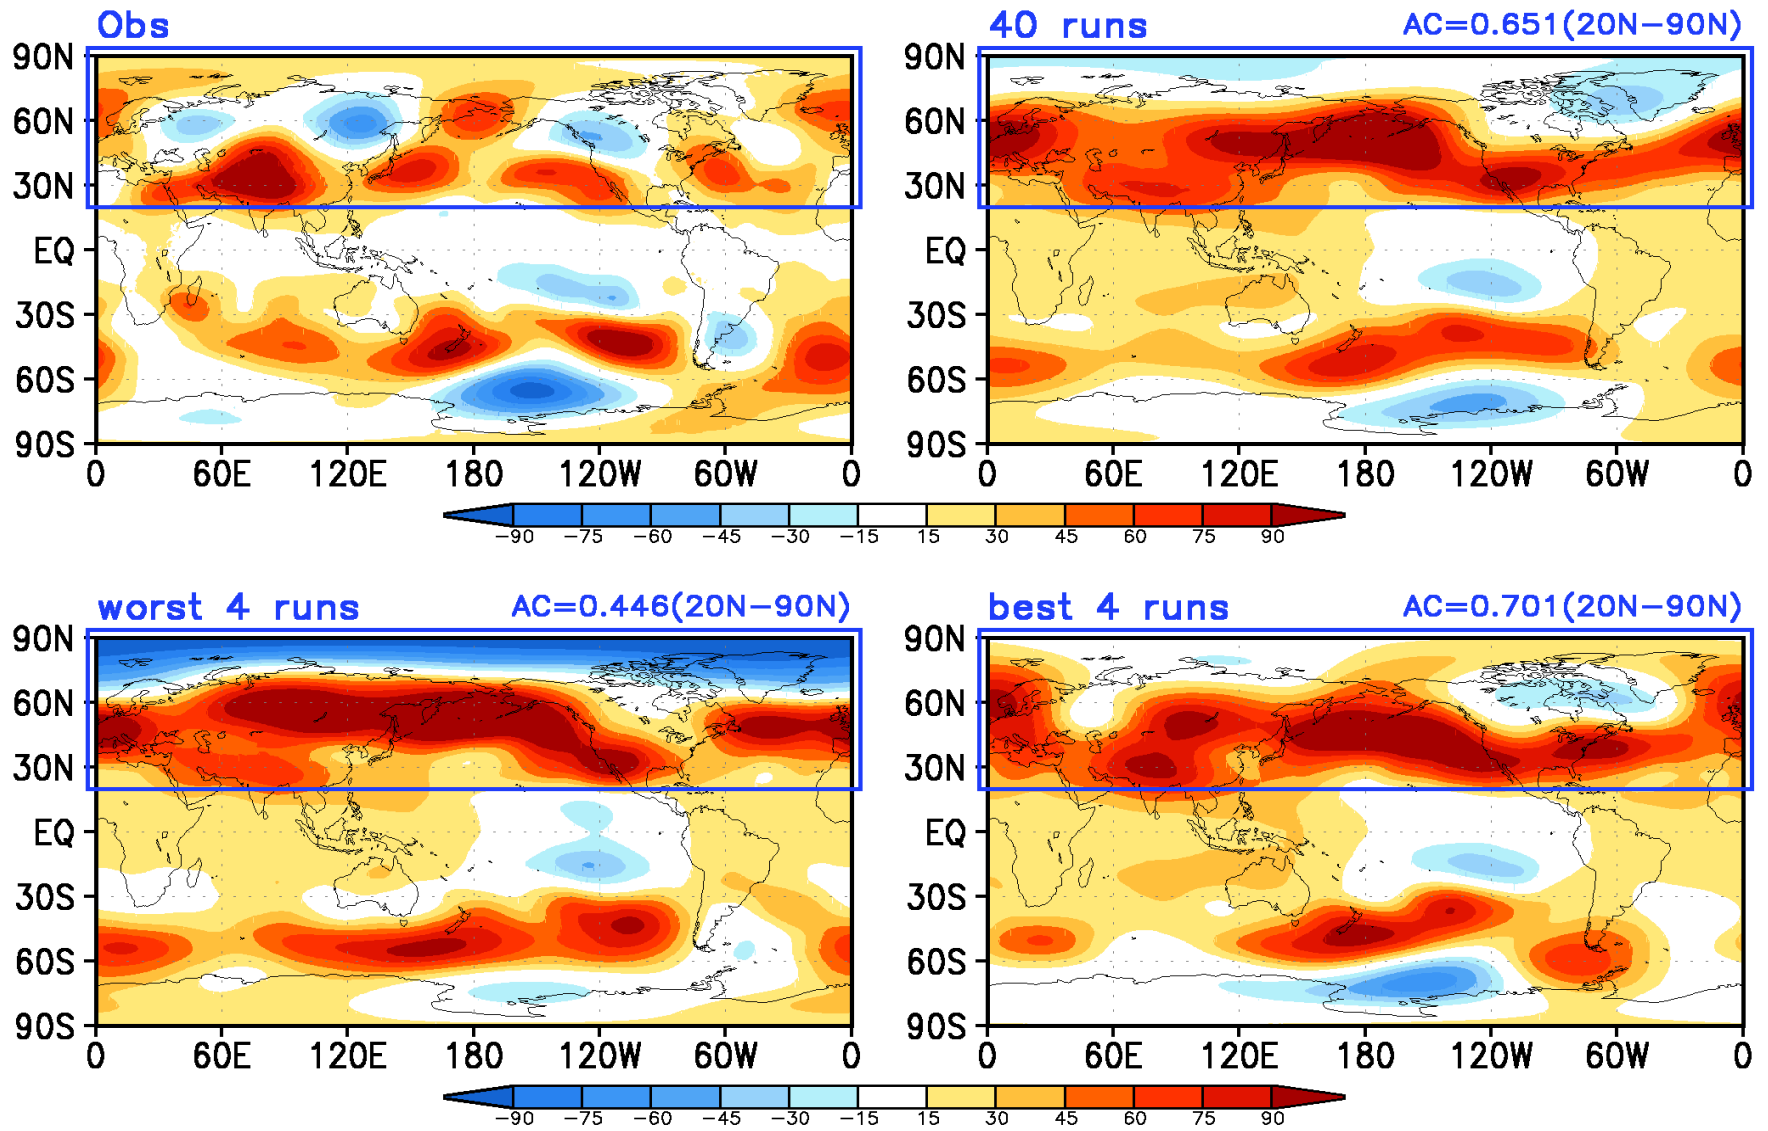 Obs
40 runs AC=0.651(20N−90N)
90N
60N
30N
EQ
30S
60S
90S
0 60E 120E 180 120W 60W 0
90N
60N
30N
EQ
30S
60S
90S
0 60E 120E 180 120W 60W 0
−90 −75 −60 −45 −30 −15 15 30 45 60 75 90
worst 4 runs AC=0.446(20N−90N)
best 4 runs AC=0.701(20N−90N)
90N
60N
30N
EQ
30S
60S
90S
0 60E 120E 180 120W 60W 0
90N
60N
30N
EQ
30S
60S
90S
0 60E 120E 180 120W 60W 0
−90 −75 −60 −45 −30 −15 15 30 45 60 75 90